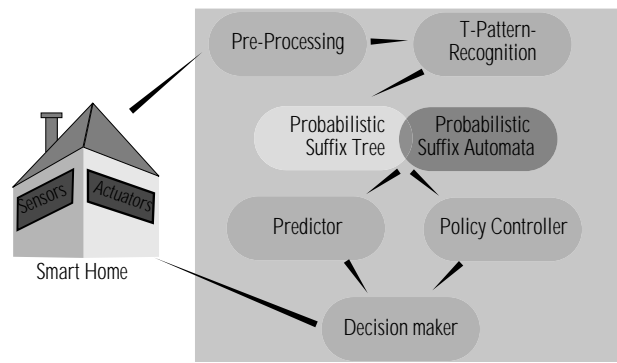 Pre-Processing
T-Pattern-
Recognition
Probabilistic
Suffix Tree
Probabilistic
Suffix Automata
Sensors
Actuators
Predictor
Policy Controller
Smart Home
Decision maker